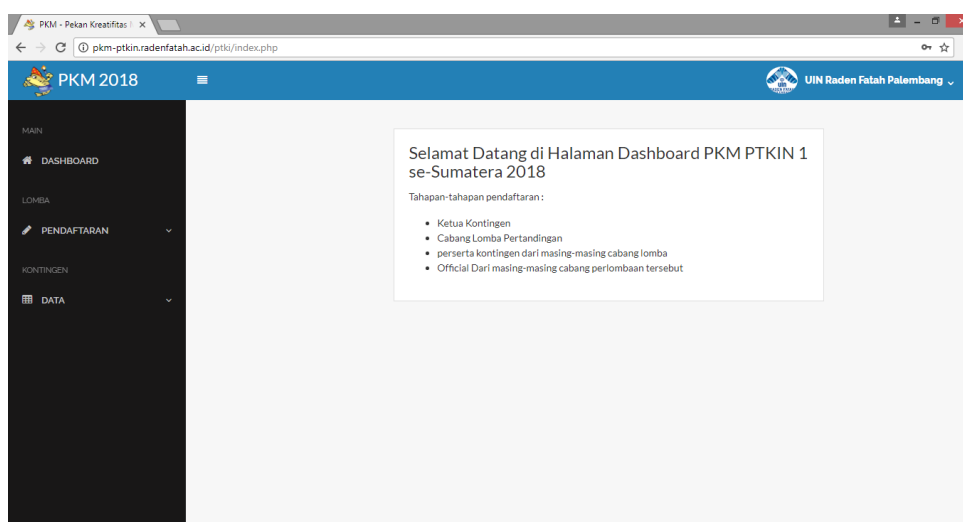 PKM - Pekan Kreatifitas
pkm-ptkin.radenfatah.ac.id/ptki/index.php
PKM 2018
UIN Raden Fatah Palembang
MAIN
DASHBOARD
LOMBA
PENDAFTARAN
KONTINGEN
DATA
Selamat Datang di Halaman Dashboard PKM PTKIN 1
se-Sumatera 2018
Tahapan-tahapan pendaftaran :
Ketua Kontingen
Cabang Lomba Pertandingan
perserta kontingen dari masing-masing cabang lomba
Official Dari masing-masing cabang perlombaan tersebut